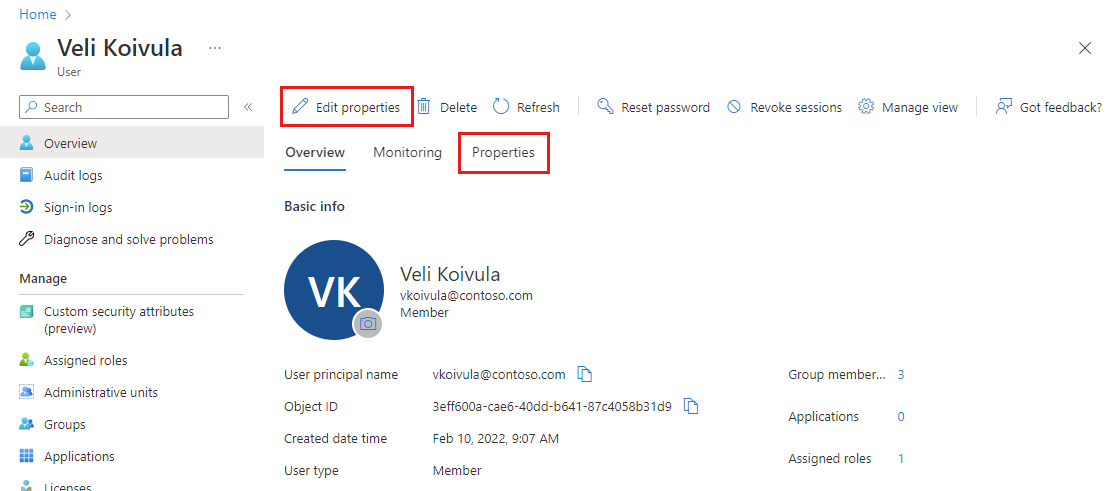 Home >
Veli Koivula ...
User
Search «
Overview
Audit logs
Sign-in logs
Diagnose and solve problems
Manage
Custom security attributes
(preview)
Assigned roles
Administrative units
Groups
Applications
Licenses
Edit properties Delete Refresh Reset password Revoke sessions Manage view Got feedback?
Overview Monitoring Properties
Basic info
VK
Veli Koivula
vkoivula@contoso.com
Member
User principal name vkoivula@contoso.com
Object ID 3eff600a-cae6-40dd-b641-87c4058b31d9
Created date time Feb 10, 2022, 9:07 AM
User type Member
Group member... 3
Applications 0
Assigned roles 1